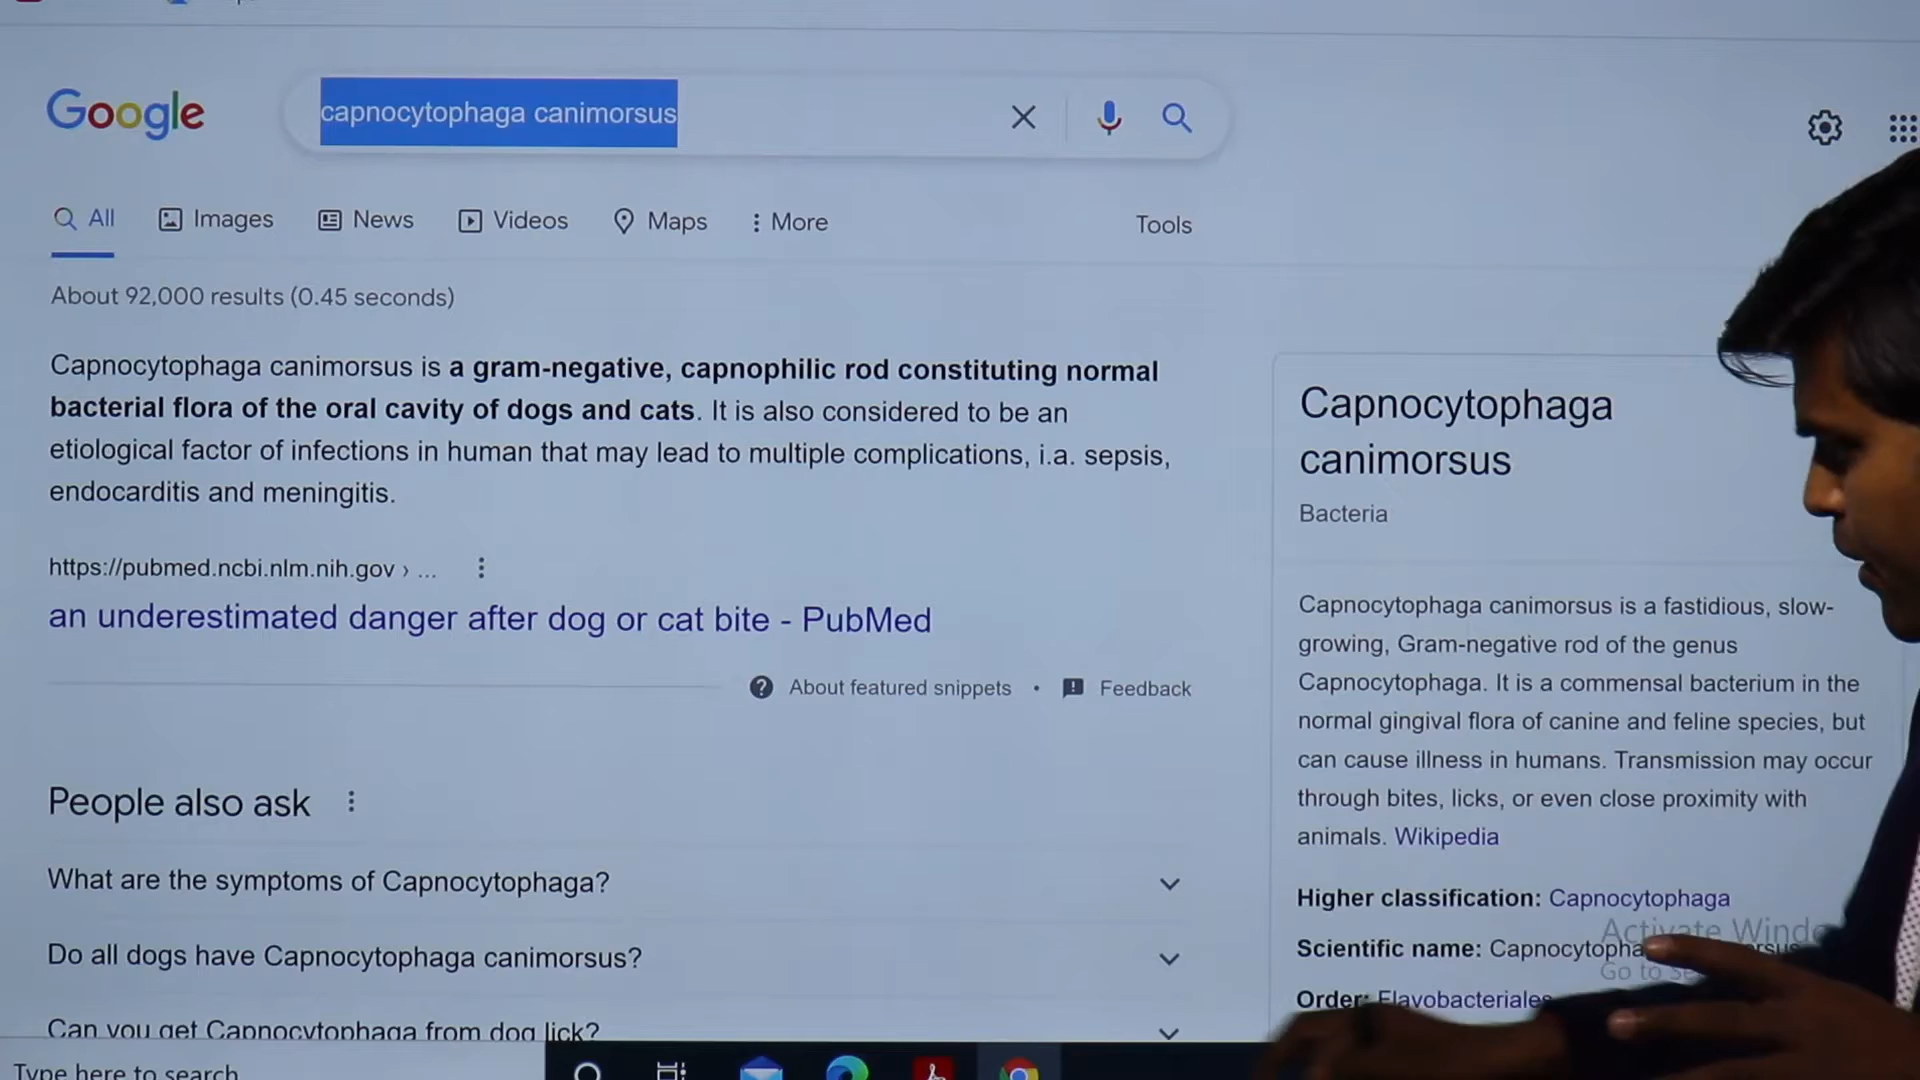 Google
capnocytophaga canimorsus
All Images News Videos Maps More Tools
About 92,000 results (0.45 seconds)
Capnocytophaga canimorsus is a gram-negative, capnophilic rod constituting normal
bacterial flora of the oral cavity of dogs and cats. It is also considered to be an
etiological factor of infections in human that may lead to multiple complications, i.a. sepsis,
endocarditis and meningitis.
https://pubmed.ncbi.nlm.nih.gov › ...
an underestimated danger after dog or cat bite - PubMed
About featured snippets • Feedback
People also ask
What are the symptoms of Capnocytophaga?
Do all dogs have Capnocytophaga canimorsus?
Can you get Capnocytophaga from dog lick?
Capnocytophaga
canimorsus
Bacteria
Capnocytophaga canimorsus is a fastidious, slow-
growing, Gram-negative rod of the genus
Capnocytophaga. It is a commensal bacterium in the
normal gingival flora of canine and feline species, but
can cause illness in humans. Transmission may occur
through bites, licks, or even close proximity with
animals. Wikipedia
Higher classification: Capnocytophaga
Activate
Scientific name:
Go to
Order: Flavobacteriales
Type here to search